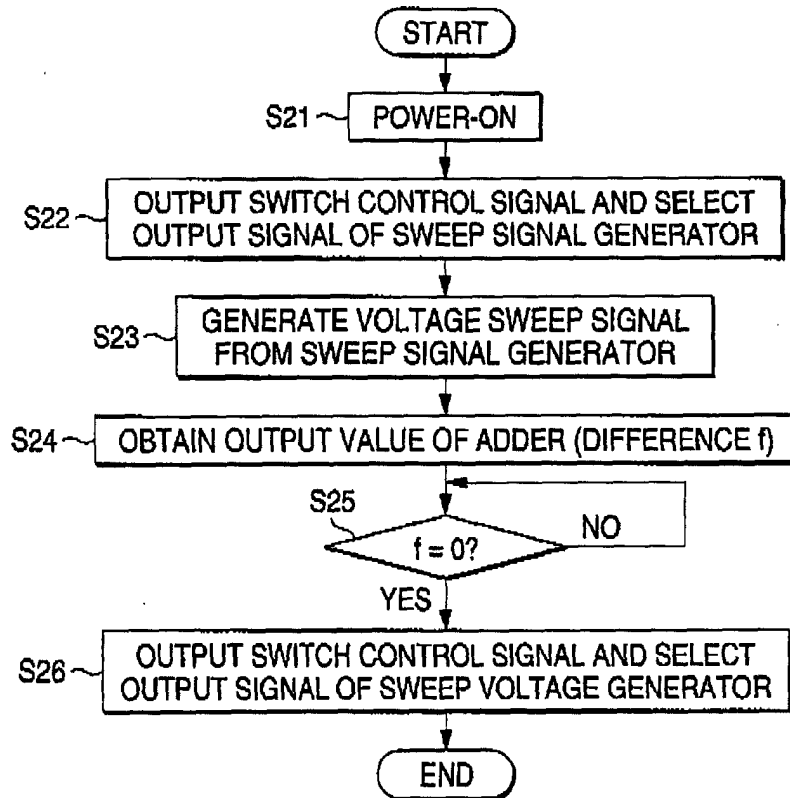 START
S21 POWER-ON
S22 OUTPUT SWITCH CONTROL SIGNAL AND SELECT
OUTPUT SIGNAL OF SWEEP SIGNAL GENERATOR
S23 GENERATE VOLTAGE SWEEP SIGNAL
FROM SWEEP SIGNAL GENERATOR
S24 OBTAIN OUTPUT VALUE OF ADDER (DIFFERENCE f)
S25
f = 0?
NO
YES
S26 OUTPUT SWITCH CONTROL SIGNAL AND SELECT
OUTPUT SIGNAL OF SWEEP VOLTAGE GENERATOR
END